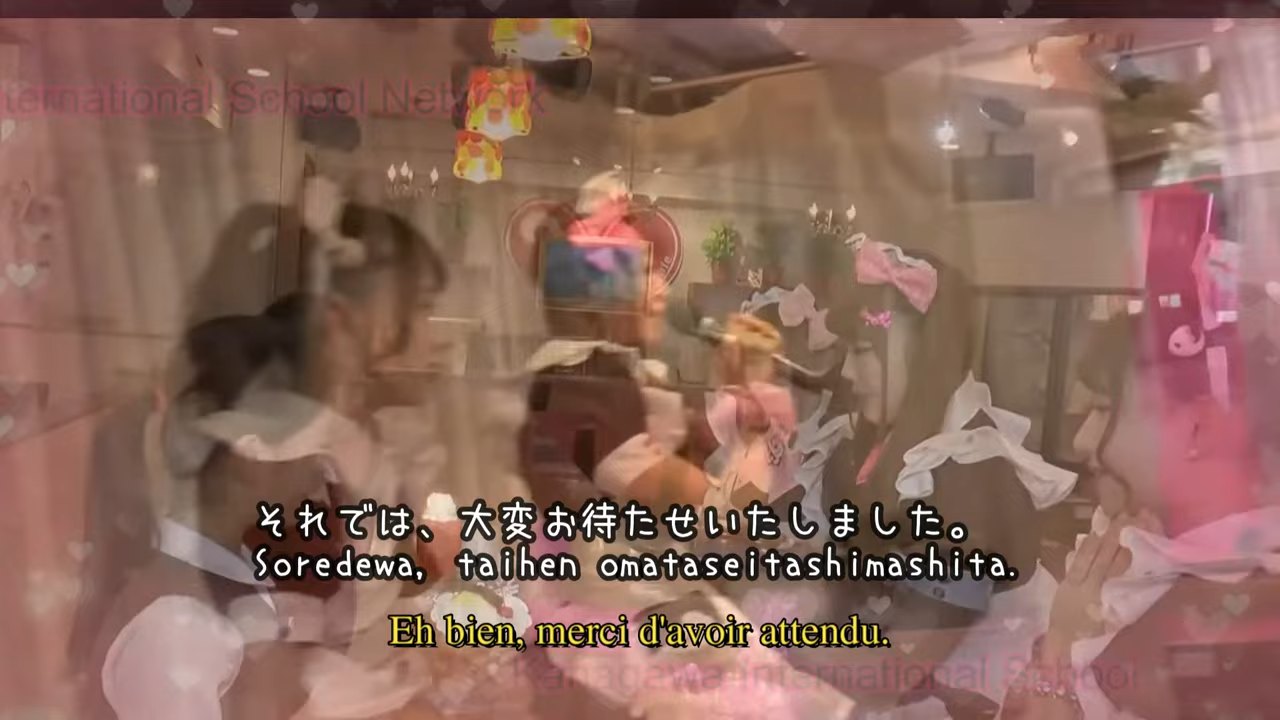 ternational School Network
それでは、大変お待たせいたしました。
Soredewa, taihen omataseitashimashita.
Eh bien, merci d'avoir attendu.
Kanagawa International School